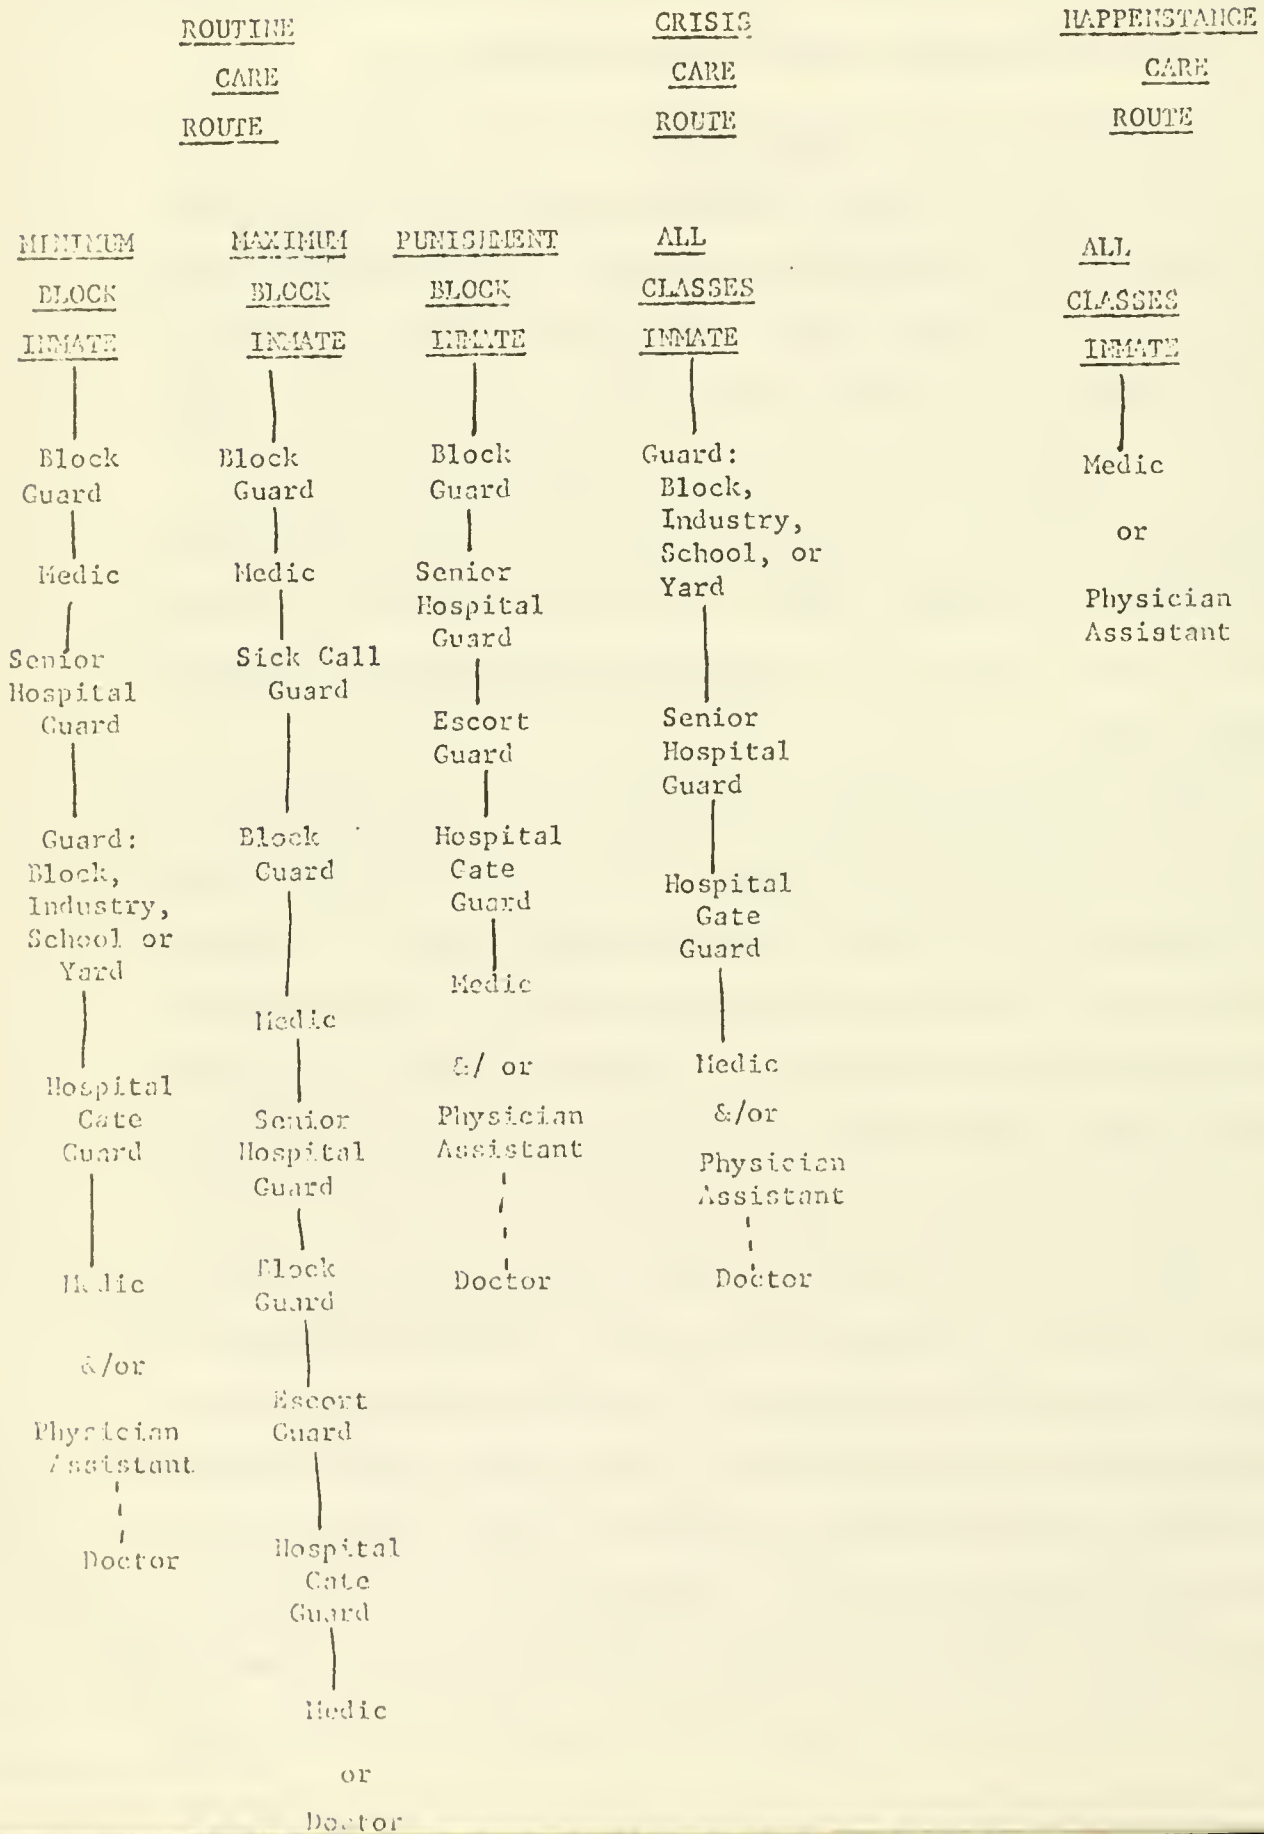 ROUTINE
CARE
ROUTE
CRISIS
CARE
ROUTE
HAPPENSTANCE
CARE
ROUTE
MINIMUM
BLOCK
INMATE
Block
Guard
Medic
Senior
Hospital
Guard
Guard:
Block,
Industry,
School or
Yard
Hospital
Gate
Guard
Medic
&/or
Physician
Assistant
Doctor
MAXIMUM
BLOCK
INMATE
Block
Guard
Medic
Sick Call
Guard
Block
Guard
Medic
Senior
Hospital
Guard
Block
Guard
Escort
Guard
Hospital
Gate
Guard
Medic
or
Doctor
PUNISHMENT
BLOCK
INMATE
Block
Guard
Senior
Hospital
Guard
Escort
Guard
Hospital
Gate
Guard
Medic
&/ or
Physician
Assistant
Doctor
ALL
CLASSES
INMATE
Guard:
Block,
Industry,
School, or
Yard
Senior
Hospital
Guard
Hospital
Gate
Guard
Medic
&/or
Physician
Assistant
Doctor
ALL
CLASSES
INMATE
Medic
or
Physician
Assistant